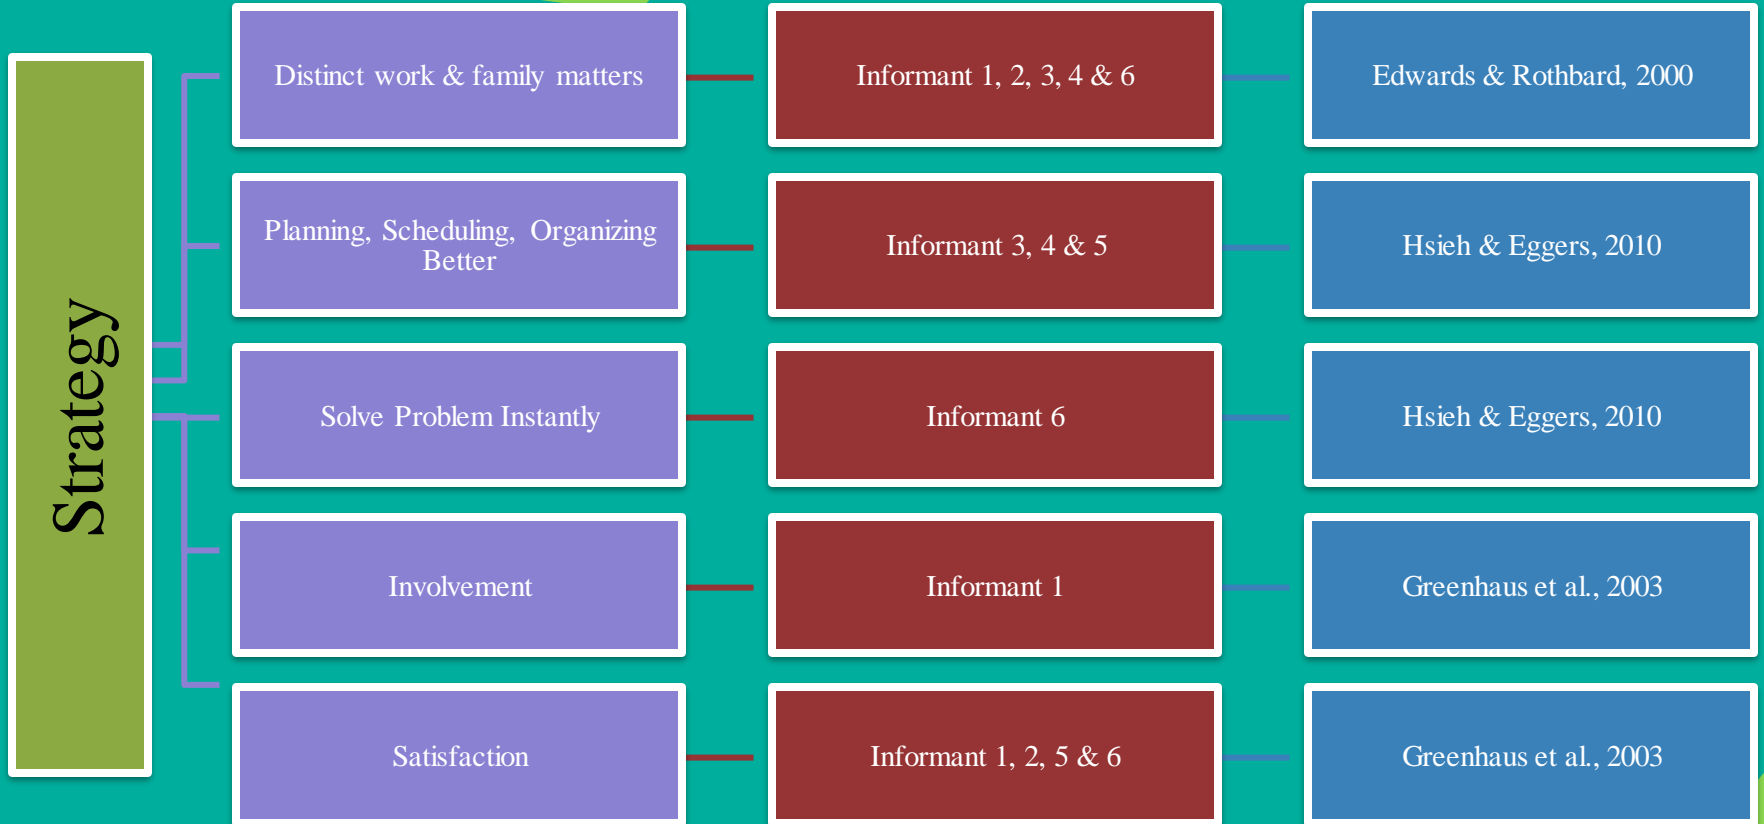 Strategy
Distinct work & family matters
Informant 1, 2, 3, 4 & 6
Edwards & Rothbard, 2000
Planning, Scheduling, Organizing
Better
Informant 3, 4 & 5
Hsieh & Eggers, 2010
Solve Problem Instantly
Informant 6
Hsieh & Eggers, 2010
Involvement
Informant 1
Greenhaus et al., 2003
Satisfaction
Informant 1, 2, 5 & 6
Greenhaus et al., 2003